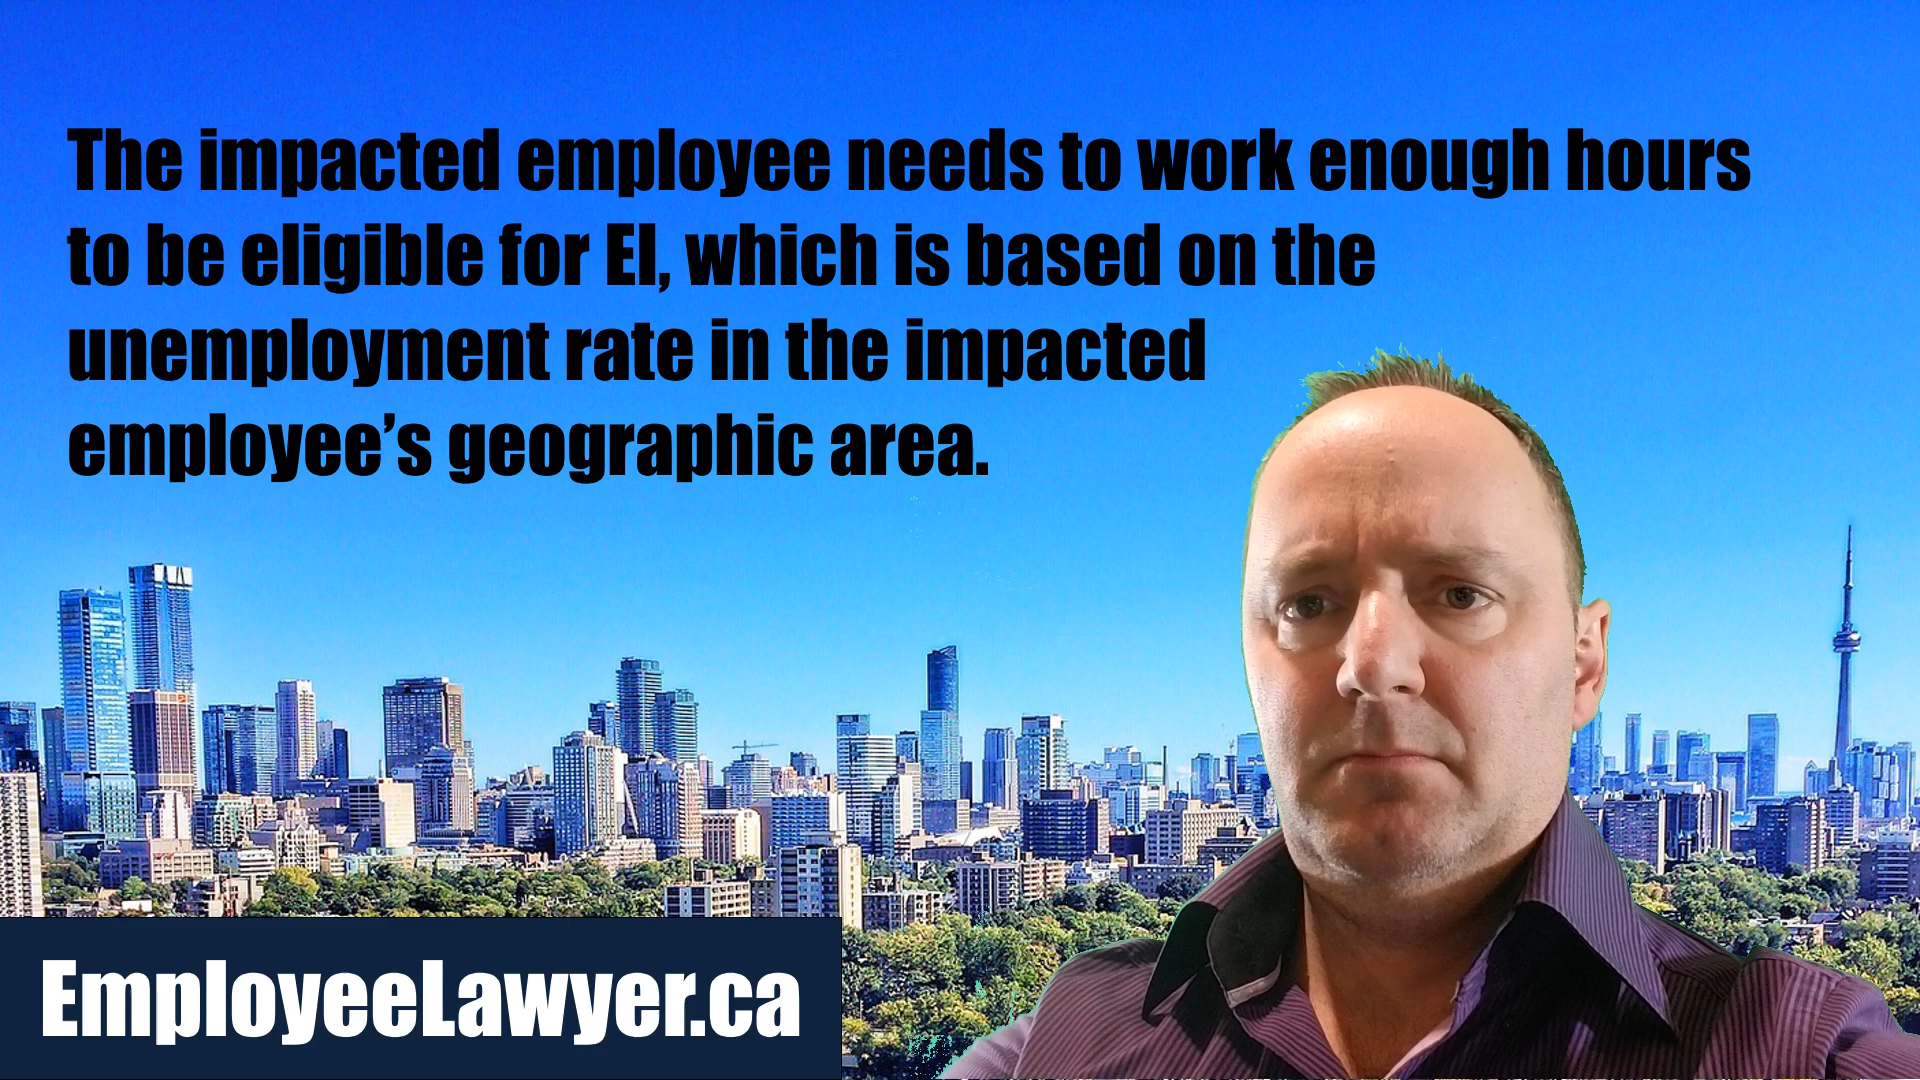 The impacted employee needs to work enough hours
to be eligible for EI, which is based on the
unemployment rate in the impacted
employee’s geographic area.
EmployeeLawyer.ca